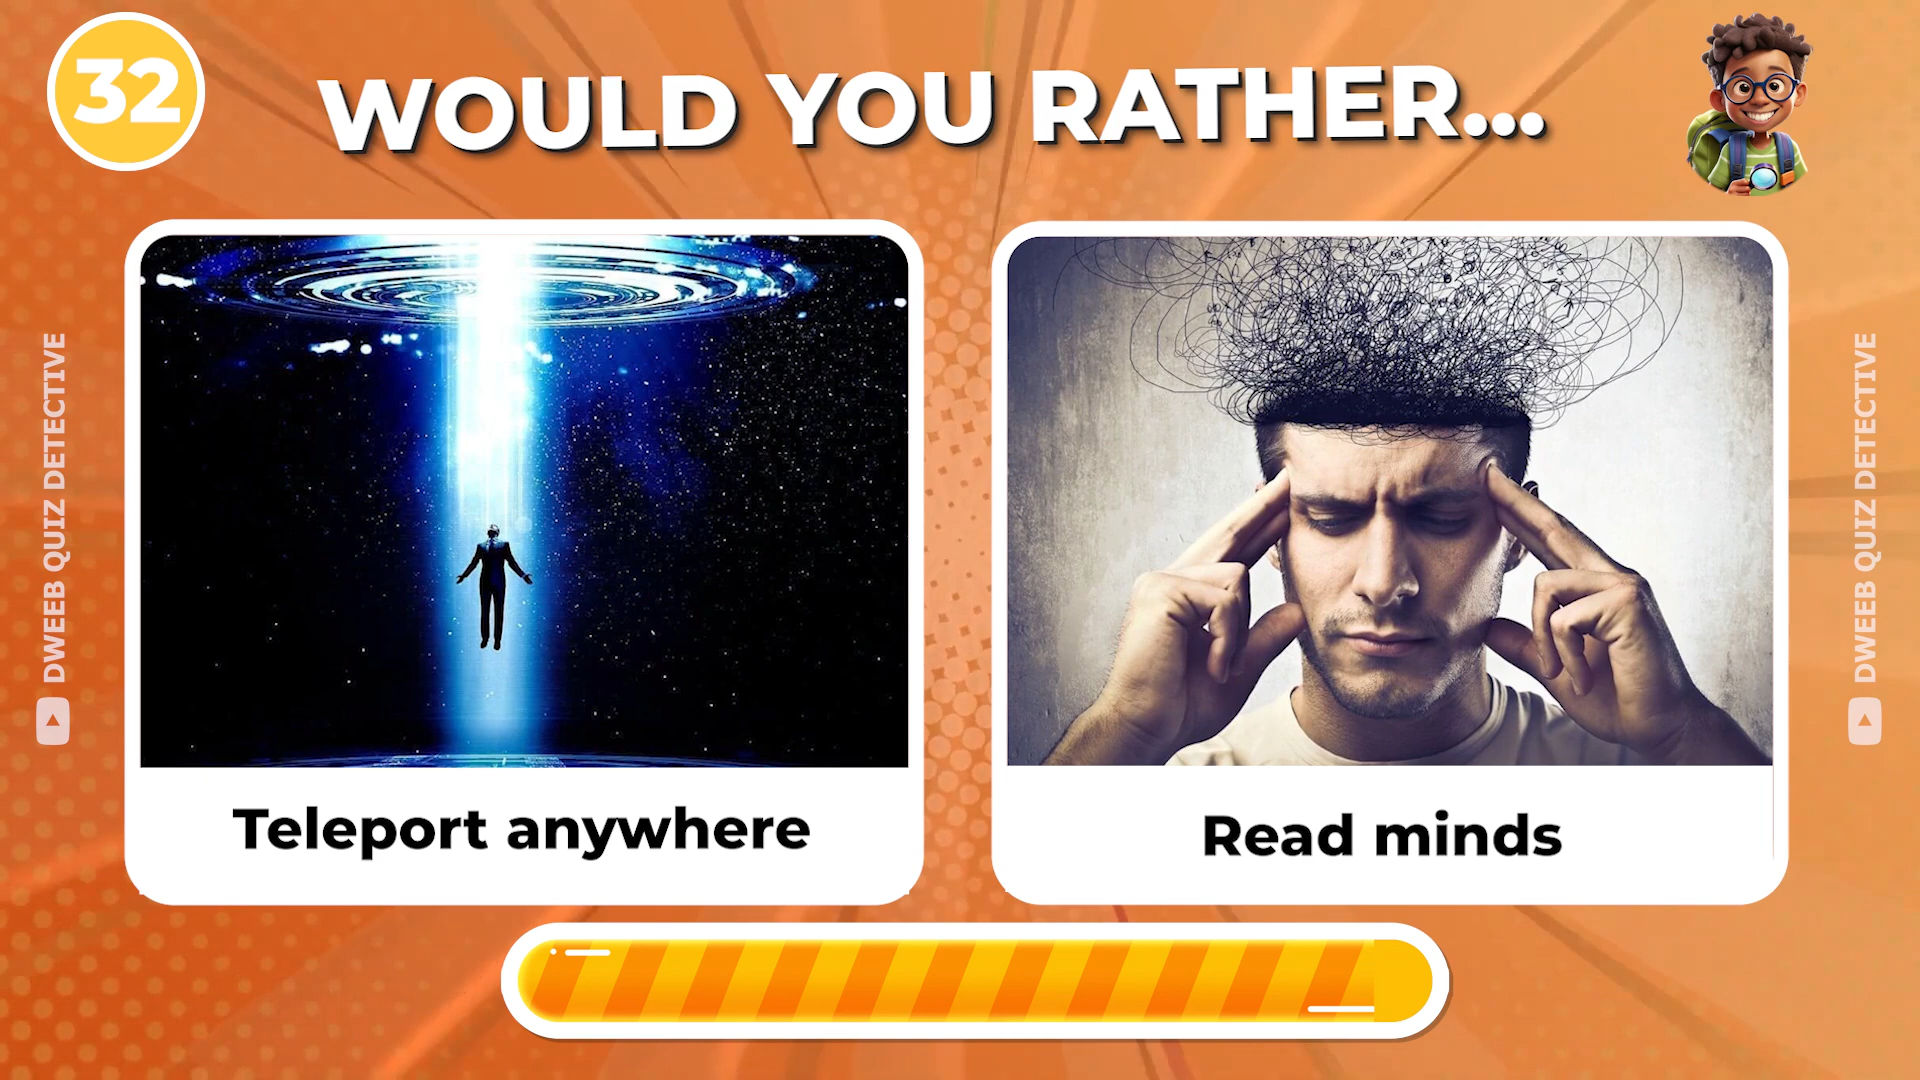 32
WOULD YOU RATHER...
DWEEB QUIZ DETECTIVE
DWEEB QUIZ DETECTIVE
Teleport anywhere
Read minds